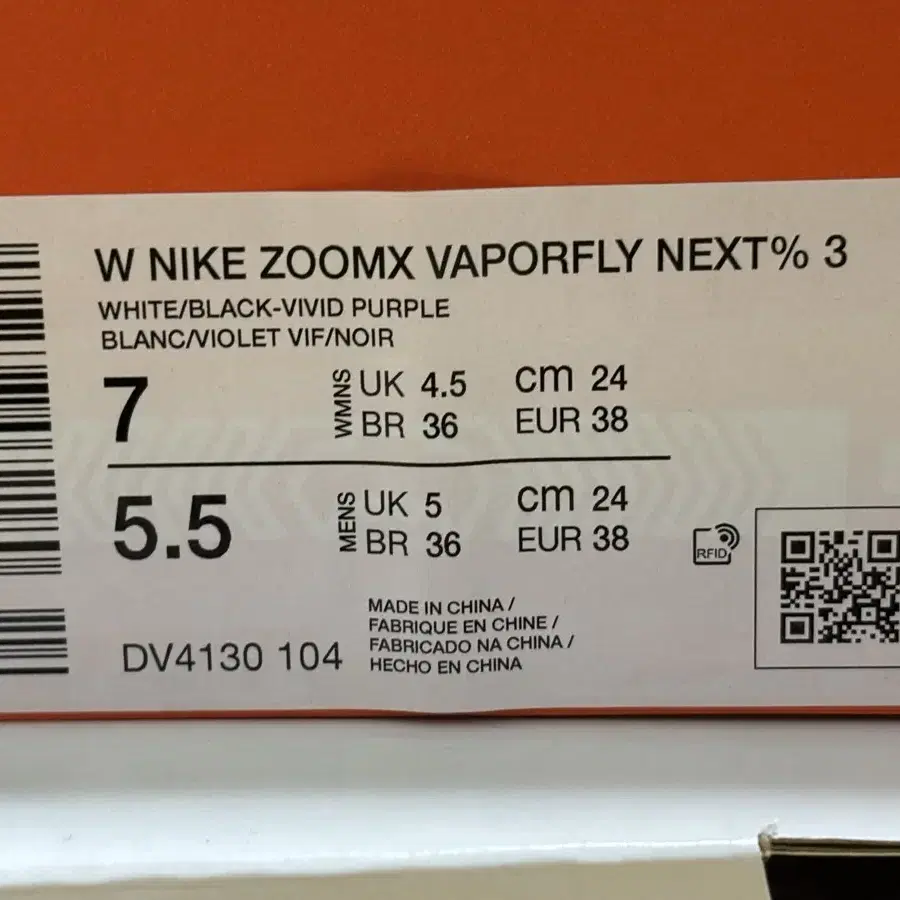 W NIKE ZOOMX VAPORFLY NEXT% 3
WHITE/BLACK-VIVID PURPLE
BLANC/VIOLET VIF/NOIR
7 WMNS UK 4.5 cm 24
BR 36 EUR 38
5.5 MENS UK 5 cm 24
BR 36 EUR 38
RFID
MADE IN CHINA /
FABRIQUE EN CHINE /
FABRICADO NA CHINA /
HECHO EN CHINA
DV4130 104